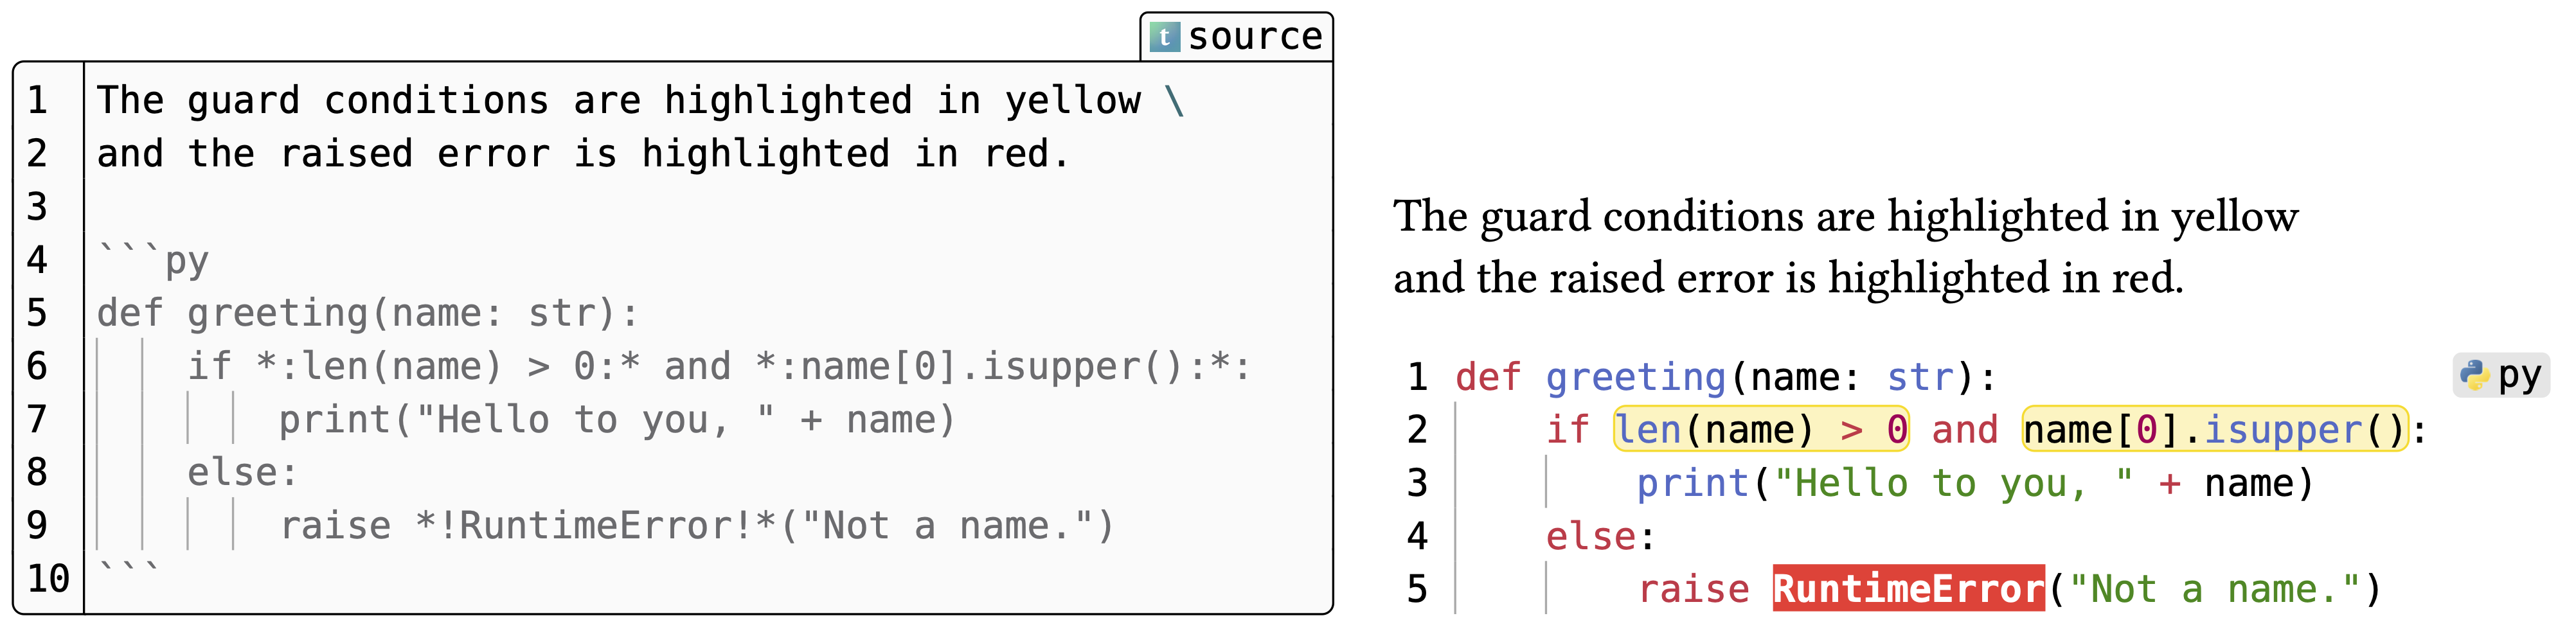 t source
1 The guard conditions are highlighted in yellow \
2 and the raised error is highlighted in red.
3
4 ```py
5 def greeting(name: str):
6     if *:len(name) > 0:* and *:name[0].isupper():*:
7         print("Hello to you, " + name)
8     else:
9         raise *!RuntimeError!*("Not a name.")
10 ```
The guard conditions are highlighted in yellow
and the raised error is highlighted in red.
1 def greeting(name: str): py
2     if len(name) > 0 and name[0].isupper():
3         print("Hello to you, " + name)
4     else:
5         raise RuntimeError("Not a name.")